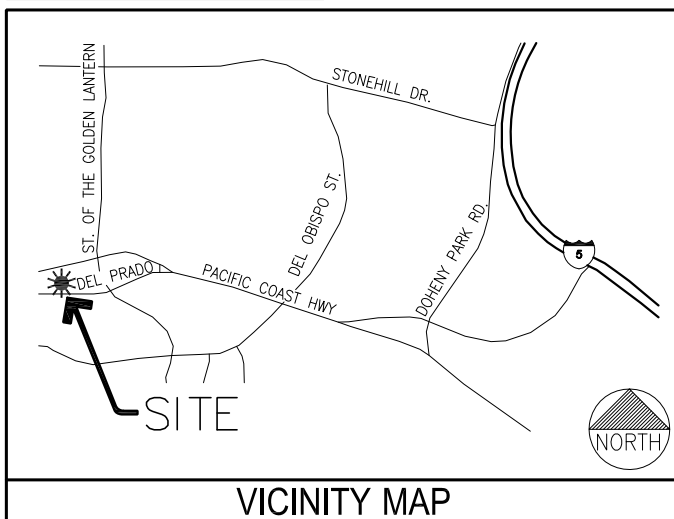 STONEHILL DR.
ST. OF THE GOLDEN LANTERN
DEL OBISPO ST.
DOHENY PARK RD.
5
DEL PRADO
PACIFIC COAST HWY
SITE
NORTH
VICINITY MAP